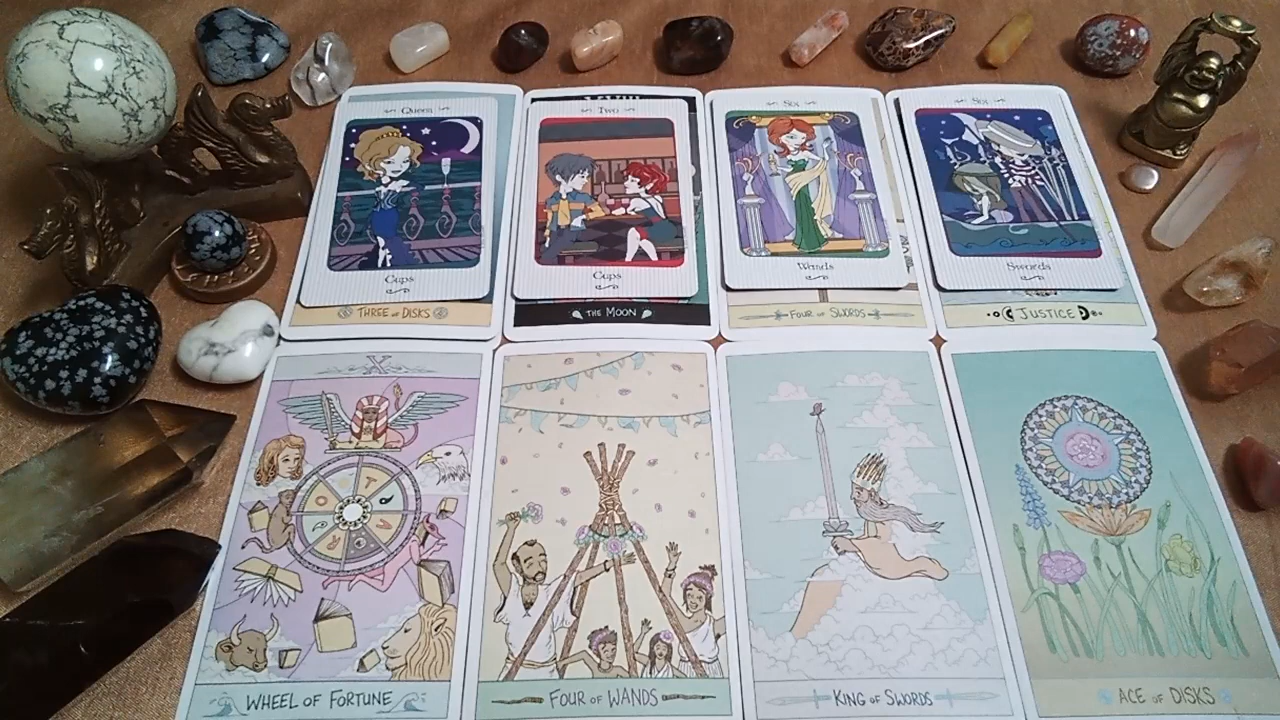 Queen
Cups
THREE OF DISKS
Two
Cups
THE MOON
Six
Wands
FOUR OF SWORDS
Six
Swords
JUSTICE
X
WHEEL OF FORTUNE
FOUR OF WANDS
KING OF SWORDS
ACE OF DISKS